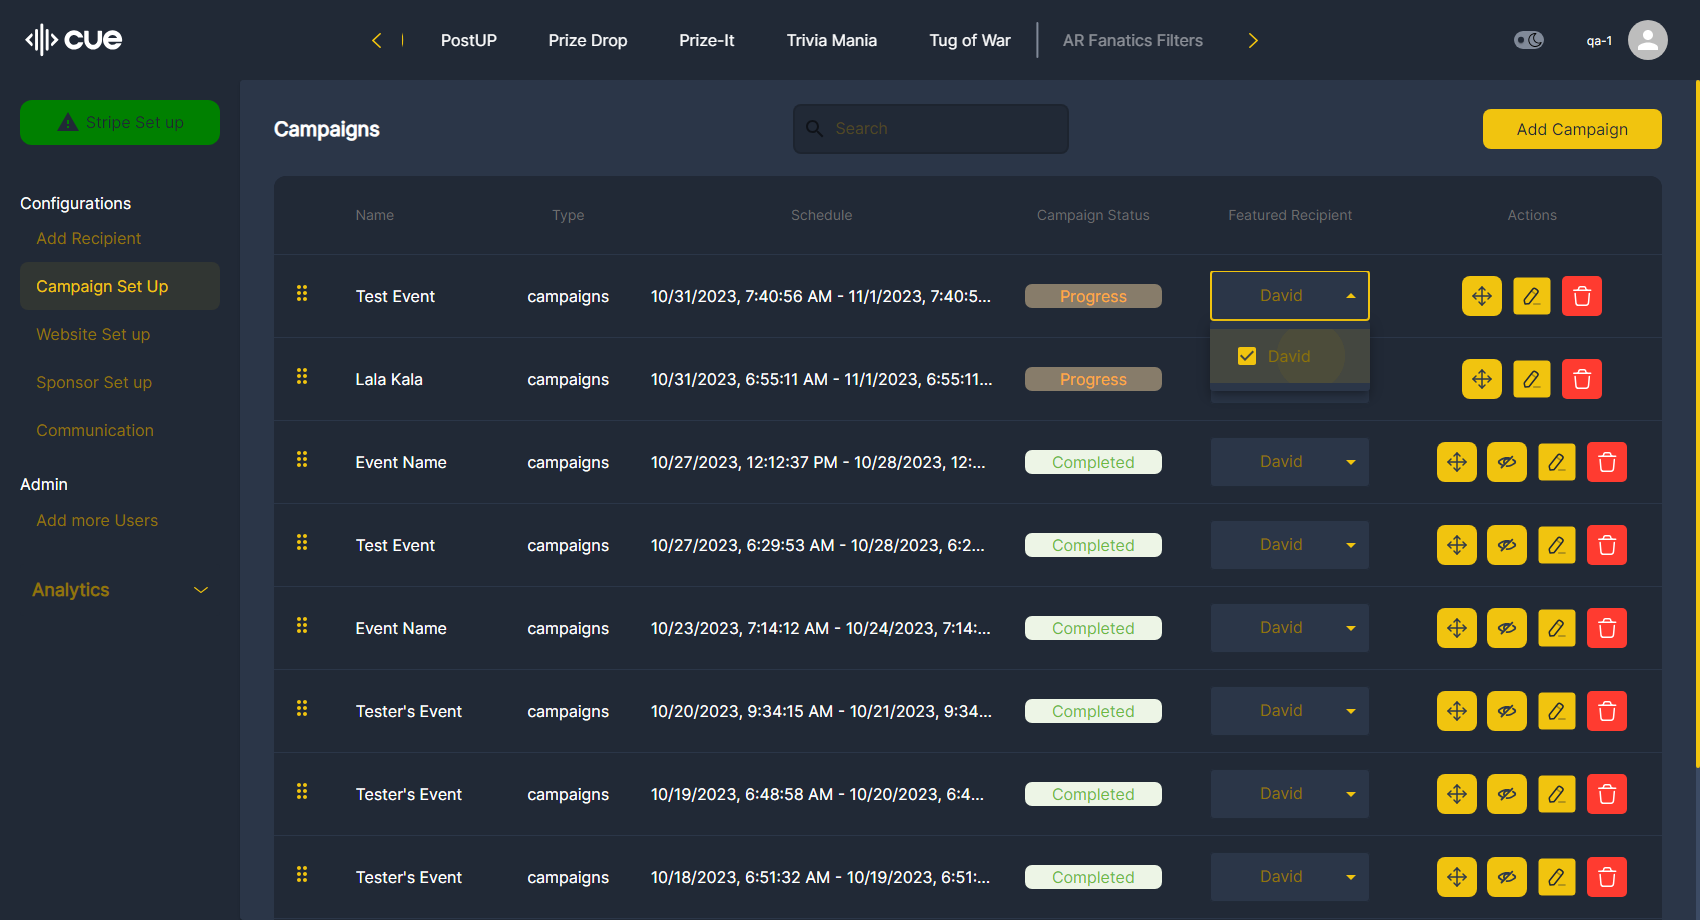 cue
PostUP Prize Drop Prize-It Trivia Mania Tug of War AR Fanatics Filters
qa-1
Stripe Set up
Configurations
Add Recipient
Campaign Set Up
Website Set up
Sponsor Set up
Communication
Admin
Add more Users
Analytics
Campaigns
Search
Add Campaign
Name Type Schedule Campaign Status Featured Recipient Actions
Test Event campaigns 10/31/2023, 7:40:56 AM - 11/1/2023, 7:40:5... Progress David
David
Lala Kala campaigns 10/31/2023, 6:55:11 AM - 11/1/2023, 6:55:11... Progress
Event Name campaigns 10/27/2023, 12:12:37 PM - 10/28/2023, 12:... Completed David
Test Event campaigns 10/27/2023, 6:29:53 AM - 10/28/2023, 6:2... Completed David
Event Name campaigns 10/23/2023, 7:14:12 AM - 10/24/2023, 7:14:... Completed David
Tester's Event campaigns 10/20/2023, 9:34:15 AM - 10/21/2023, 9:34... Completed David
Tester's Event campaigns 10/19/2023, 6:48:58 AM - 10/20/2023, 6:4... Completed David
Tester's Event campaigns 10/18/2023, 6:51:32 AM - 10/19/2023, 6:51:... Completed David